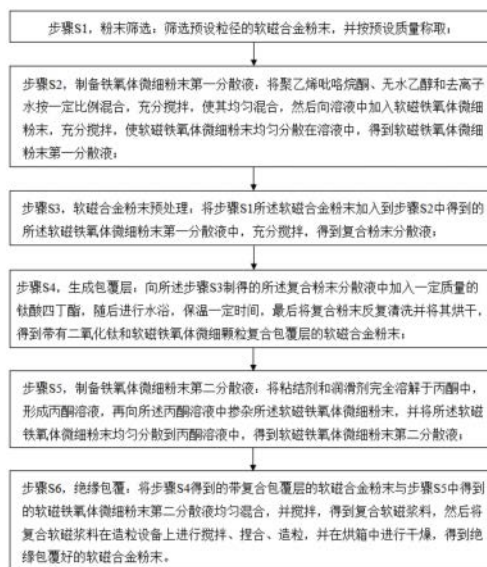 步骤S1，粉末筛选：筛选预设粒径的软磁合金粉末，并按预设质量称取；
步骤S2，制备铁氧体微细粉末第一分散液：将聚乙烯吡咯烷酮、无水乙醇和去离子
水按一定比例混合，充分搅拌，使其均匀混合，然后向溶液中加入软磁铁氧体微细
粉末，充分搅拌，使软磁铁氧体微细粉末均匀分散在溶液中，得到软磁铁氧体微细
粉末第一分散液；
步骤S3，软磁合金粉末预处理：将步骤S1所述软磁合金粉末加入到步骤S2中得到的
所述软磁铁氧体微细粉末第一分散液中，充分搅拌，得到复合粉末分散液；
步骤S4，生成包覆层：向所述步骤S3制得的所述复合粉末分散液中加入一定质量的
钛酸四丁酯，随后进行水浴，保温一定时间，最后将复合粉末反复清洗并将其烘干，
得到带有二氧化钛和软磁铁氧体微细颗粒复合包覆层的软磁合金粉末；
步骤S5，制备铁氧体微细粉末第二分散液：将粘结剂和润滑剂完全溶解于丙酮中，
形成丙酮溶液，再向所述丙酮溶液中掺杂所述软磁铁氧体微细粉末，并将所述软磁
铁氧体微细粉末均匀分散到丙酮溶液中，得到软磁铁氧体微细粉末第二分散液；
步骤S6，绝缘包覆：将步骤S4得到的带复合包覆层的软磁合金粉末与步骤S5中得到
的软磁铁氧体微细粉末第二分散液均匀混合，并搅拌，得到复合软磁浆料，然后将
复合软磁浆料在造粒设备上进行搅拌、捏合、造粒，并在烘箱中进行干燥，得到绝
缘包覆好的软磁合金粉末。